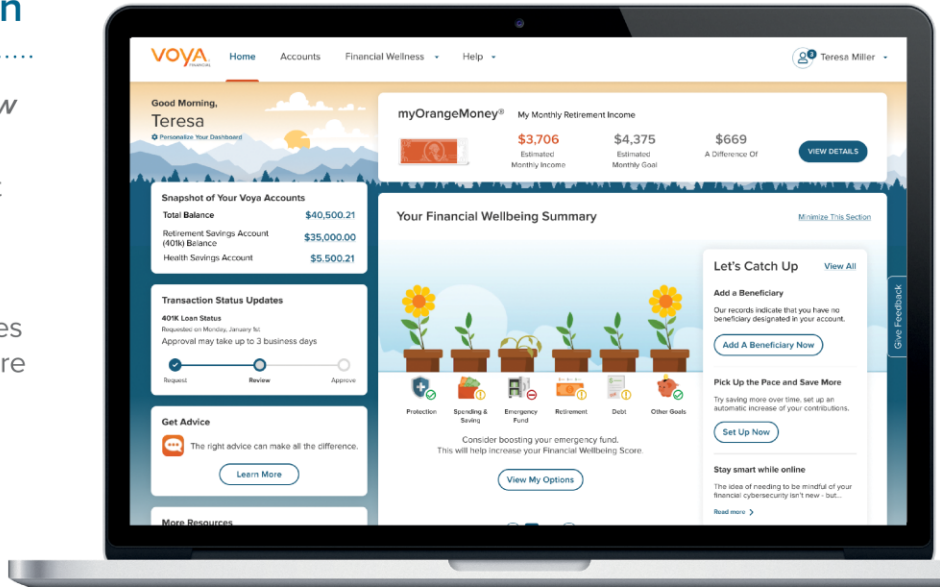 n
w
t
es
re
VOYA
FINANCIAL
Home
Accounts
Financial Wellness
Help
3
Teresa Miller
Good Morning,
Teresa
Personalize Your Dashboard
myOrangeMoney®
My Monthly Retirement Income
$3,706
Estimated
Monthly Income
$4,375
Estimated
Monthly Goal
$669
A Difference Of
VIEW DETAILS
Snapshot of Your Voya Accounts
Total Balance $40,500.21
Retirement Savings Account
(401k) Balance
$35,000.00
Health Savings Account $5,500.21
Transaction Status Updates
401K Loan Status
Requested on Monday, January 1st
Approval may take up to 3 business days
Request
Review
Approve
Get Advice
The right advice can make all the difference.
Learn More
More Resources
Your Financial Wellbeing Summary
Minimize This Section
Protection
Spending &
Saving
Emergency
Fund
Retirement
Debt
Other Goals
Consider boosting your emergency fund.
This will help increase your Financial Wellbeing Score.
View My Options
Let's Catch Up
View All
Add a Beneficiary
Our records indicate that you have no
beneficiary designated in your account.
Add A Beneficiary Now
Pick Up the Pace and Save More
Try saving more over time, set up an
automatic increase of your contributions.
Set Up Now
Stay smart while online
The idea of needing to be mindful of your
financial cybersecurity isn't new - but...
Read more
Give Feedback